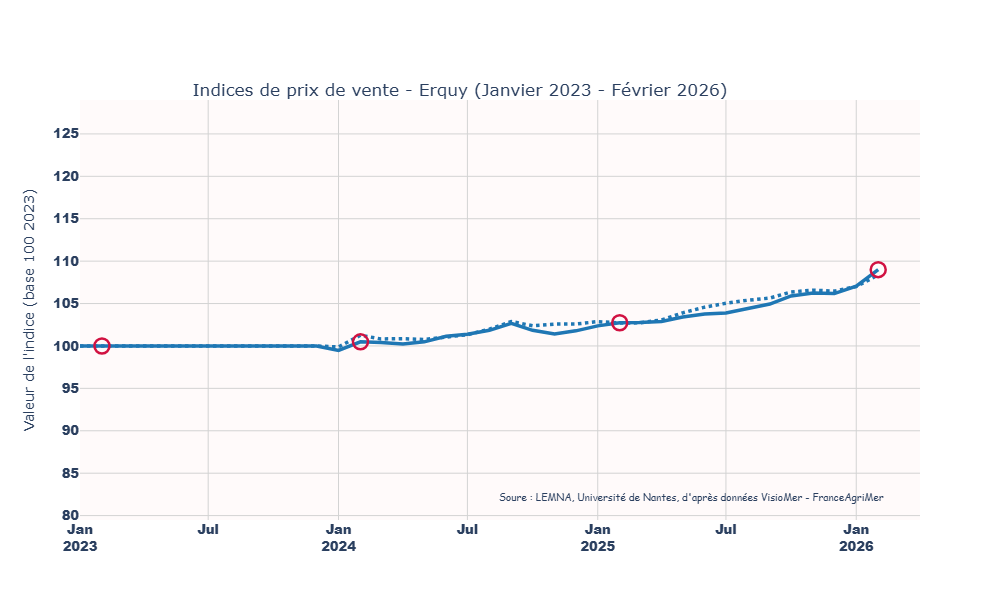 Indices de prix de vente - Erquy (Janvier 2023 - Février 2026)
Valeur de l'indice (base 100 2023)
125
120
115
110
105
100
95
90
85
80
Soure : LEMNA, Université de Nantes, d'après données VisioMer - FranceAgriMer
Jan Jul Jan Jul Jan Jul Jan
2023 2024 2025 2026